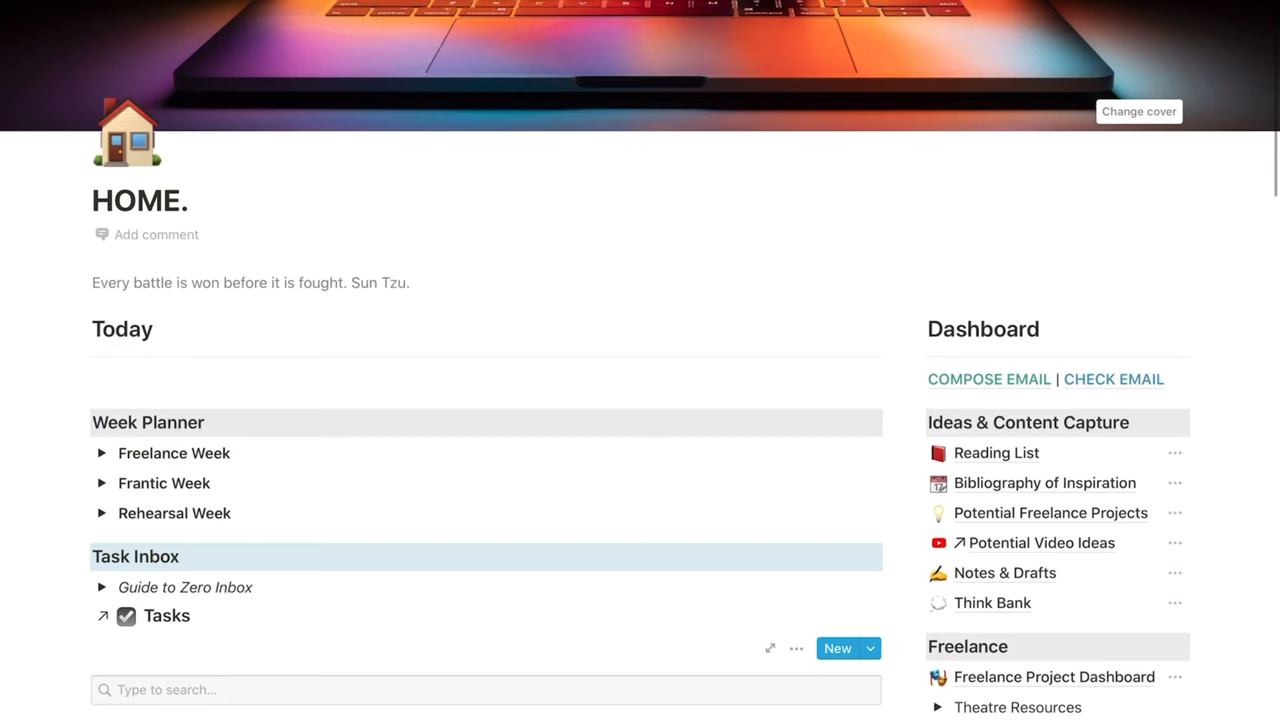 Change cover
HOME.
Add comment
Every battle is won before it is fought. Sun Tzu.
Today
Week Planner
Freelance Week
Frantic Week
Rehearsal Week
Task Inbox
Guide to Zero Inbox
Tasks
New
Type to search...
Dashboard
COMPOSE EMAIL | CHECK EMAIL
Ideas & Content Capture
Reading List
Bibliography of Inspiration
Potential Freelance Projects
Potential Video Ideas
Notes & Drafts
Think Bank
Freelance
Freelance Project Dashboard
Theatre Resources